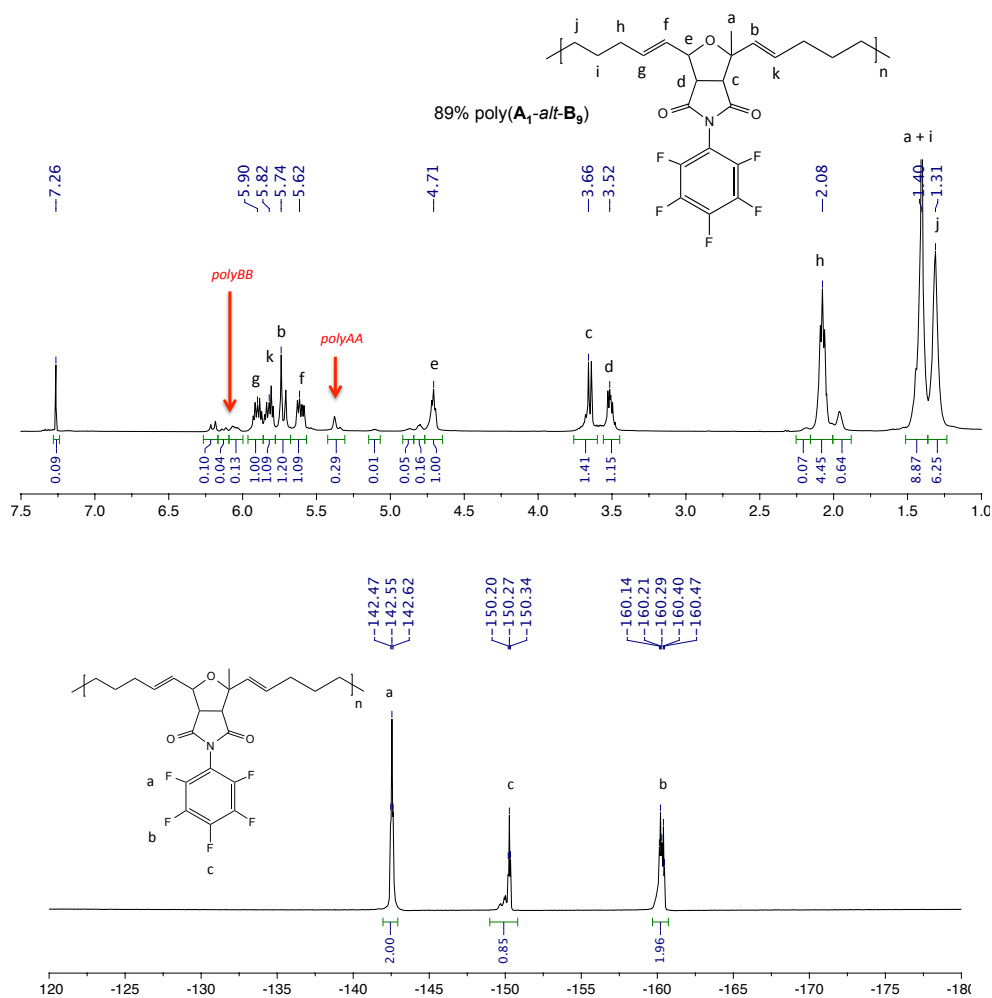 a
j h f b
e O
i g k n
d c
89% poly(A₁-alt-B₉)
O O
N
F F
F F
F
a + i
7.26 5.90 5.82 5.74 5.62 4.71 3.66 3.52 2.08 1.40 1.31
j
h
polyBB
polyAA
b
k c
g f e d
0.09 0.10 0.04 0.13 1.00 1.09 1.20 1.09 0.29 0.01 0.05 0.16 1.00 1.41 1.15 0.07 4.45 0.64 8.87 6.25
7.5 7.0 6.5 6.0 5.5 5.0 4.5 4.0 3.5 3.0 2.5 2.0 1.5 1.0
-142.47 -142.55 -142.62 -150.20 -150.27 -150.34 -160.14 -160.21 -160.29 -160.40 -160.47
O
n
O O
N
a F F
F F
b F
c
a
c b
2.00 0.85 1.96
120 -125 -130 -135 -140 -145 -150 -155 -160 -165 -170 -175